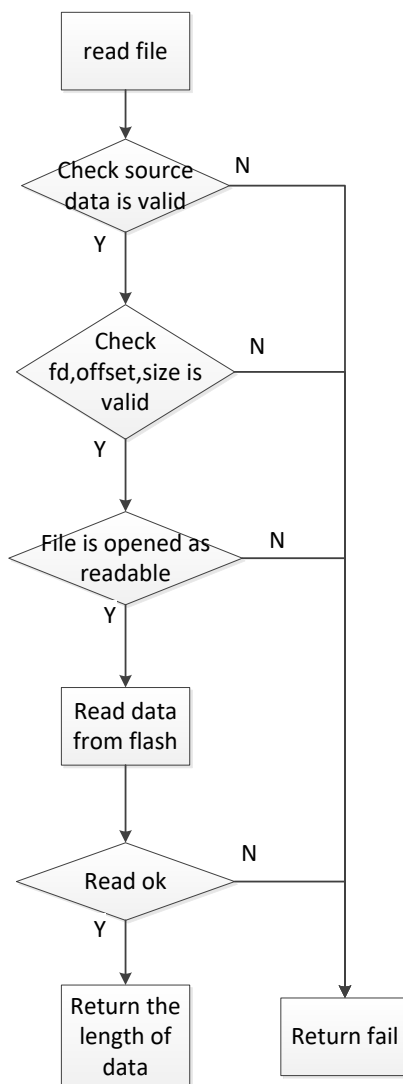 read file
Check source
data is valid
N
Y
Check
fd,offset,size is
valid
N
Y
File is opened as
readable
N
Y
Read data
from flash
Read ok
N
Y
Return the
length of
data
Return fail